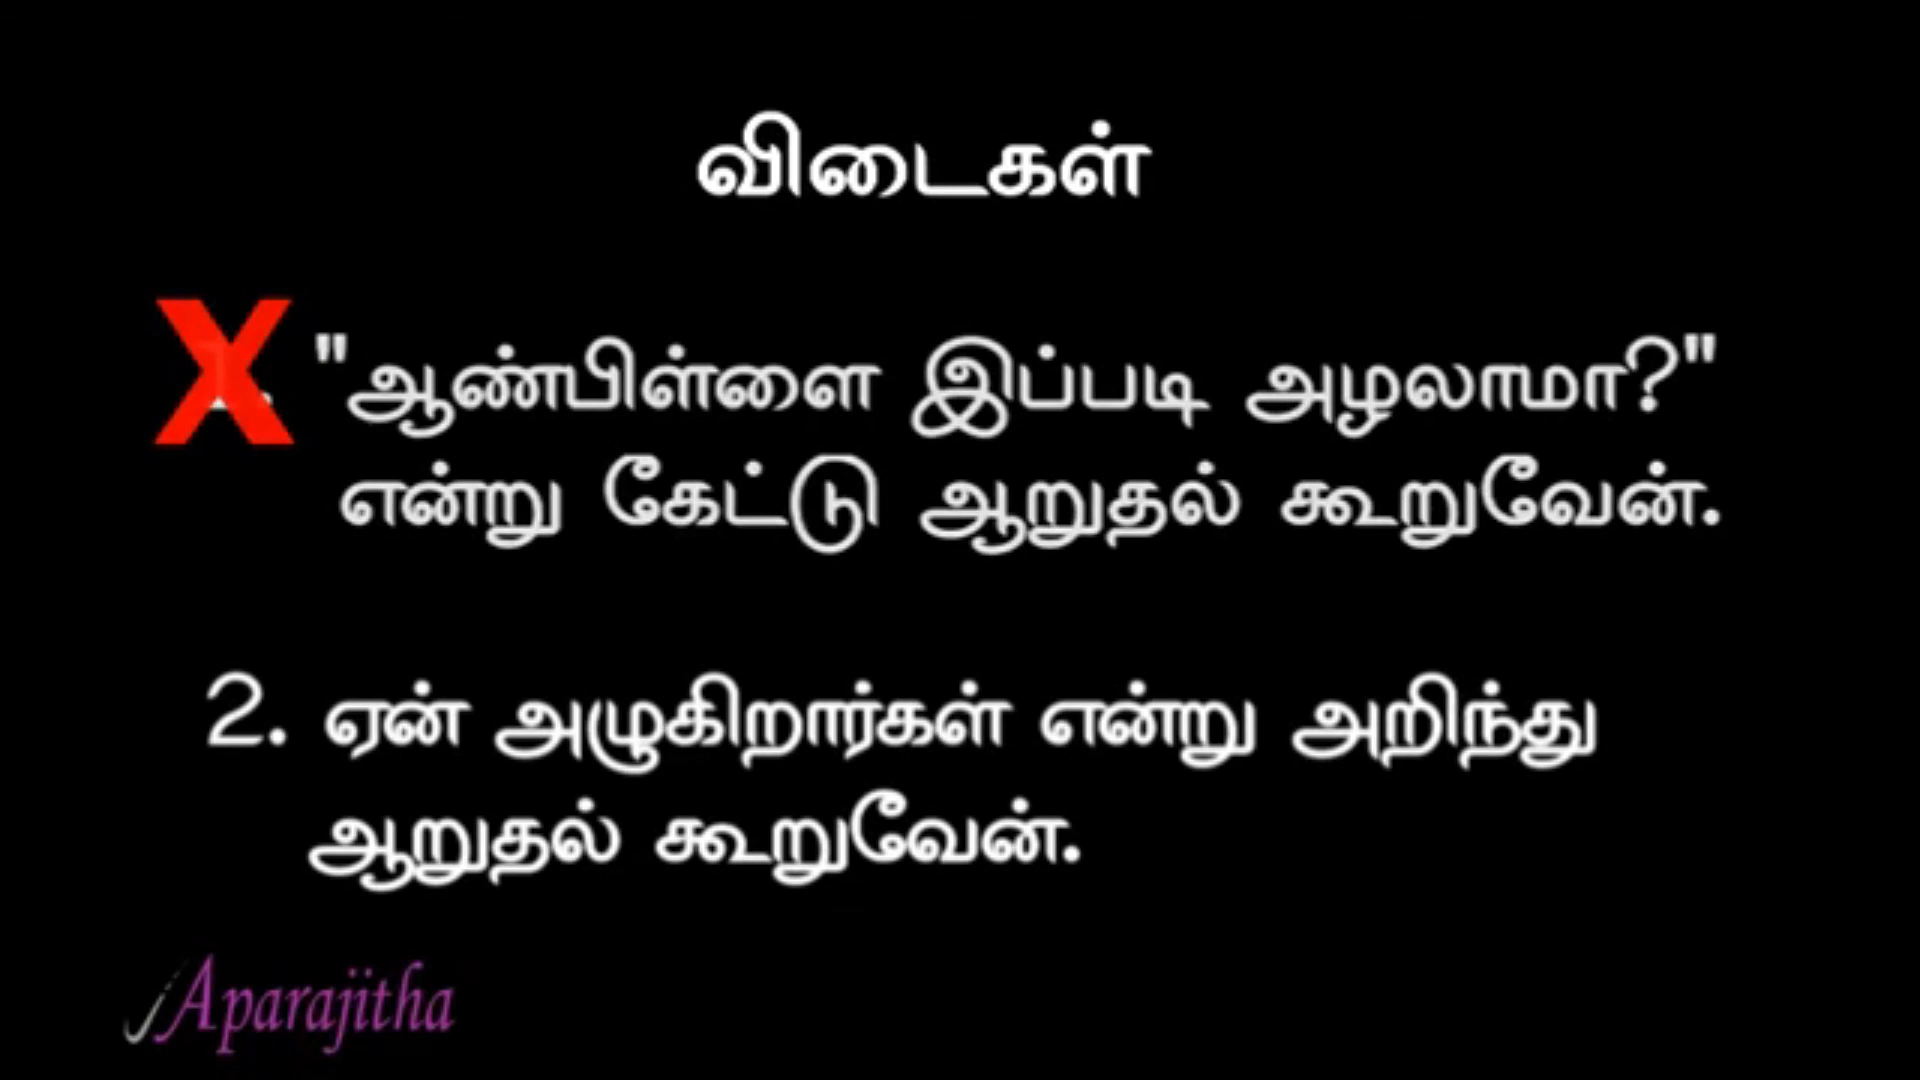 விடைகள்
X "ஆண்பிள்ளை இப்படி அழலாமா?"
என்று கேட்டு ஆறுதல் கூறுவேன்.
2. ஏன் அழுகிறார்கள் என்று அறிந்து
ஆறுதல் கூறுவேன்.
Aparajitha